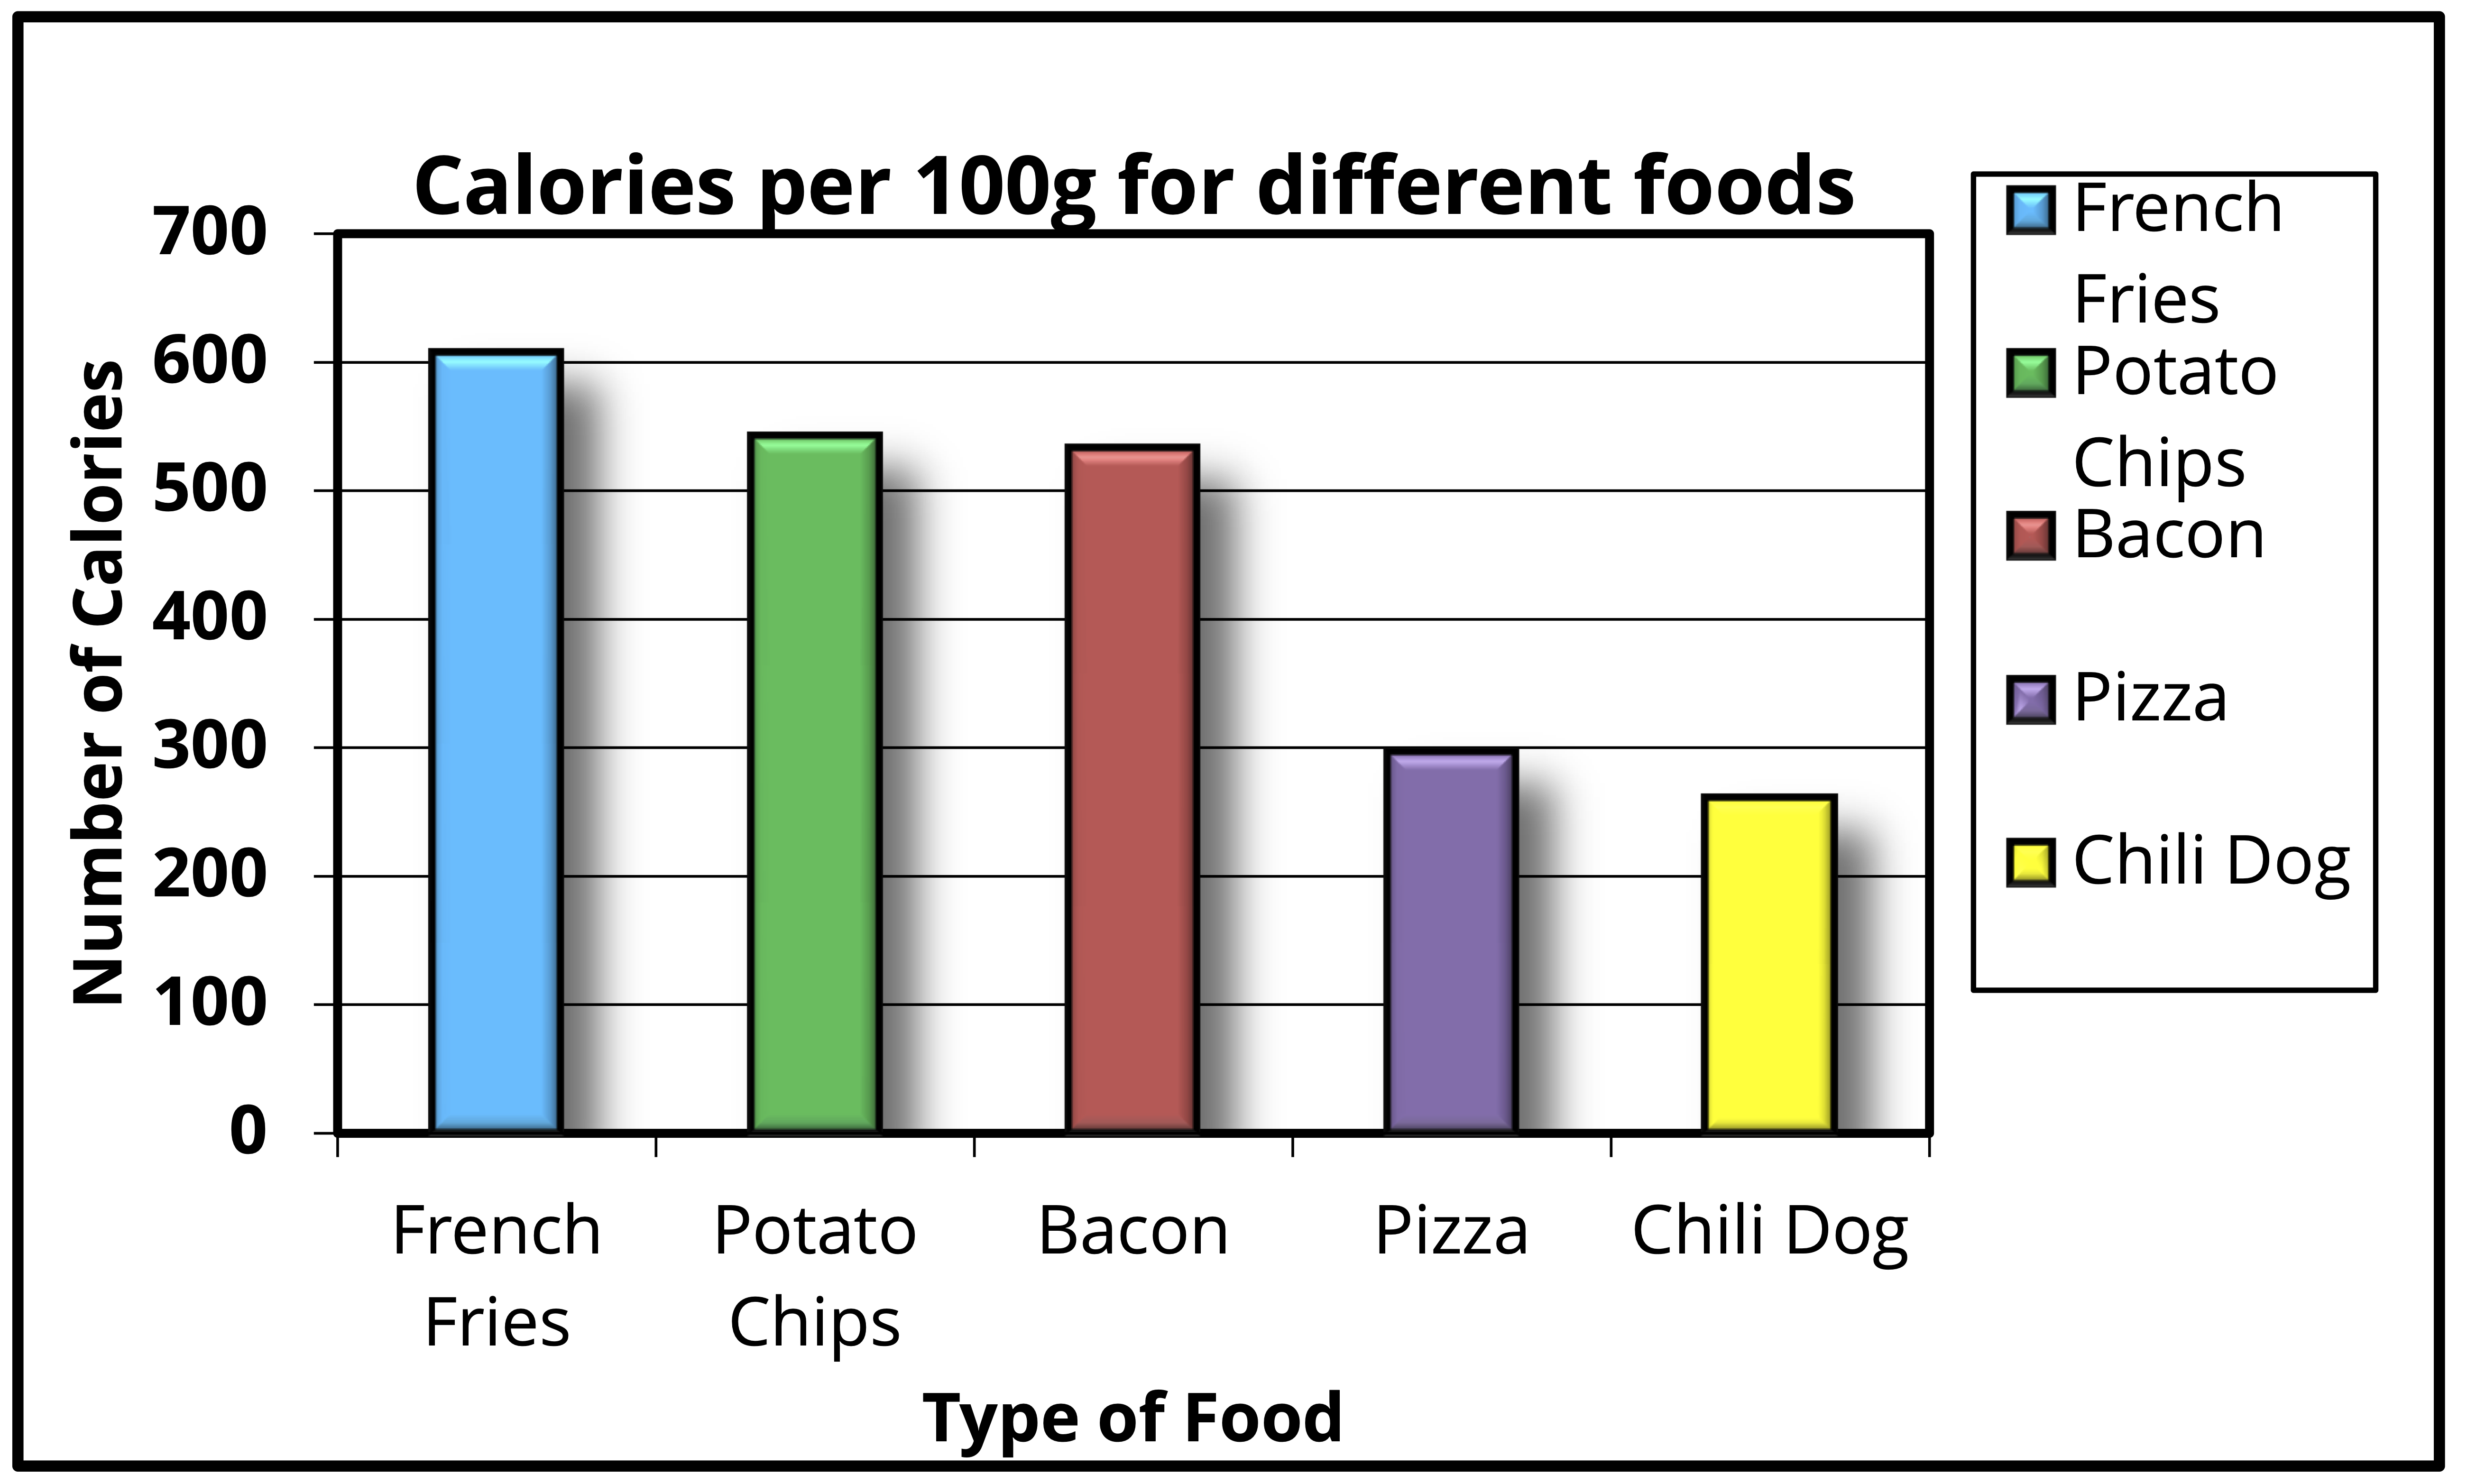 Calories per 100g for different foods
Number of Calories
700
600
500
400
300
200
100
0
French
Fries
Potato
Chips
Bacon
Pizza
Chili Dog
Type of Food
French
Fries
Potato
Chips
Bacon
Pizza
Chili Dog